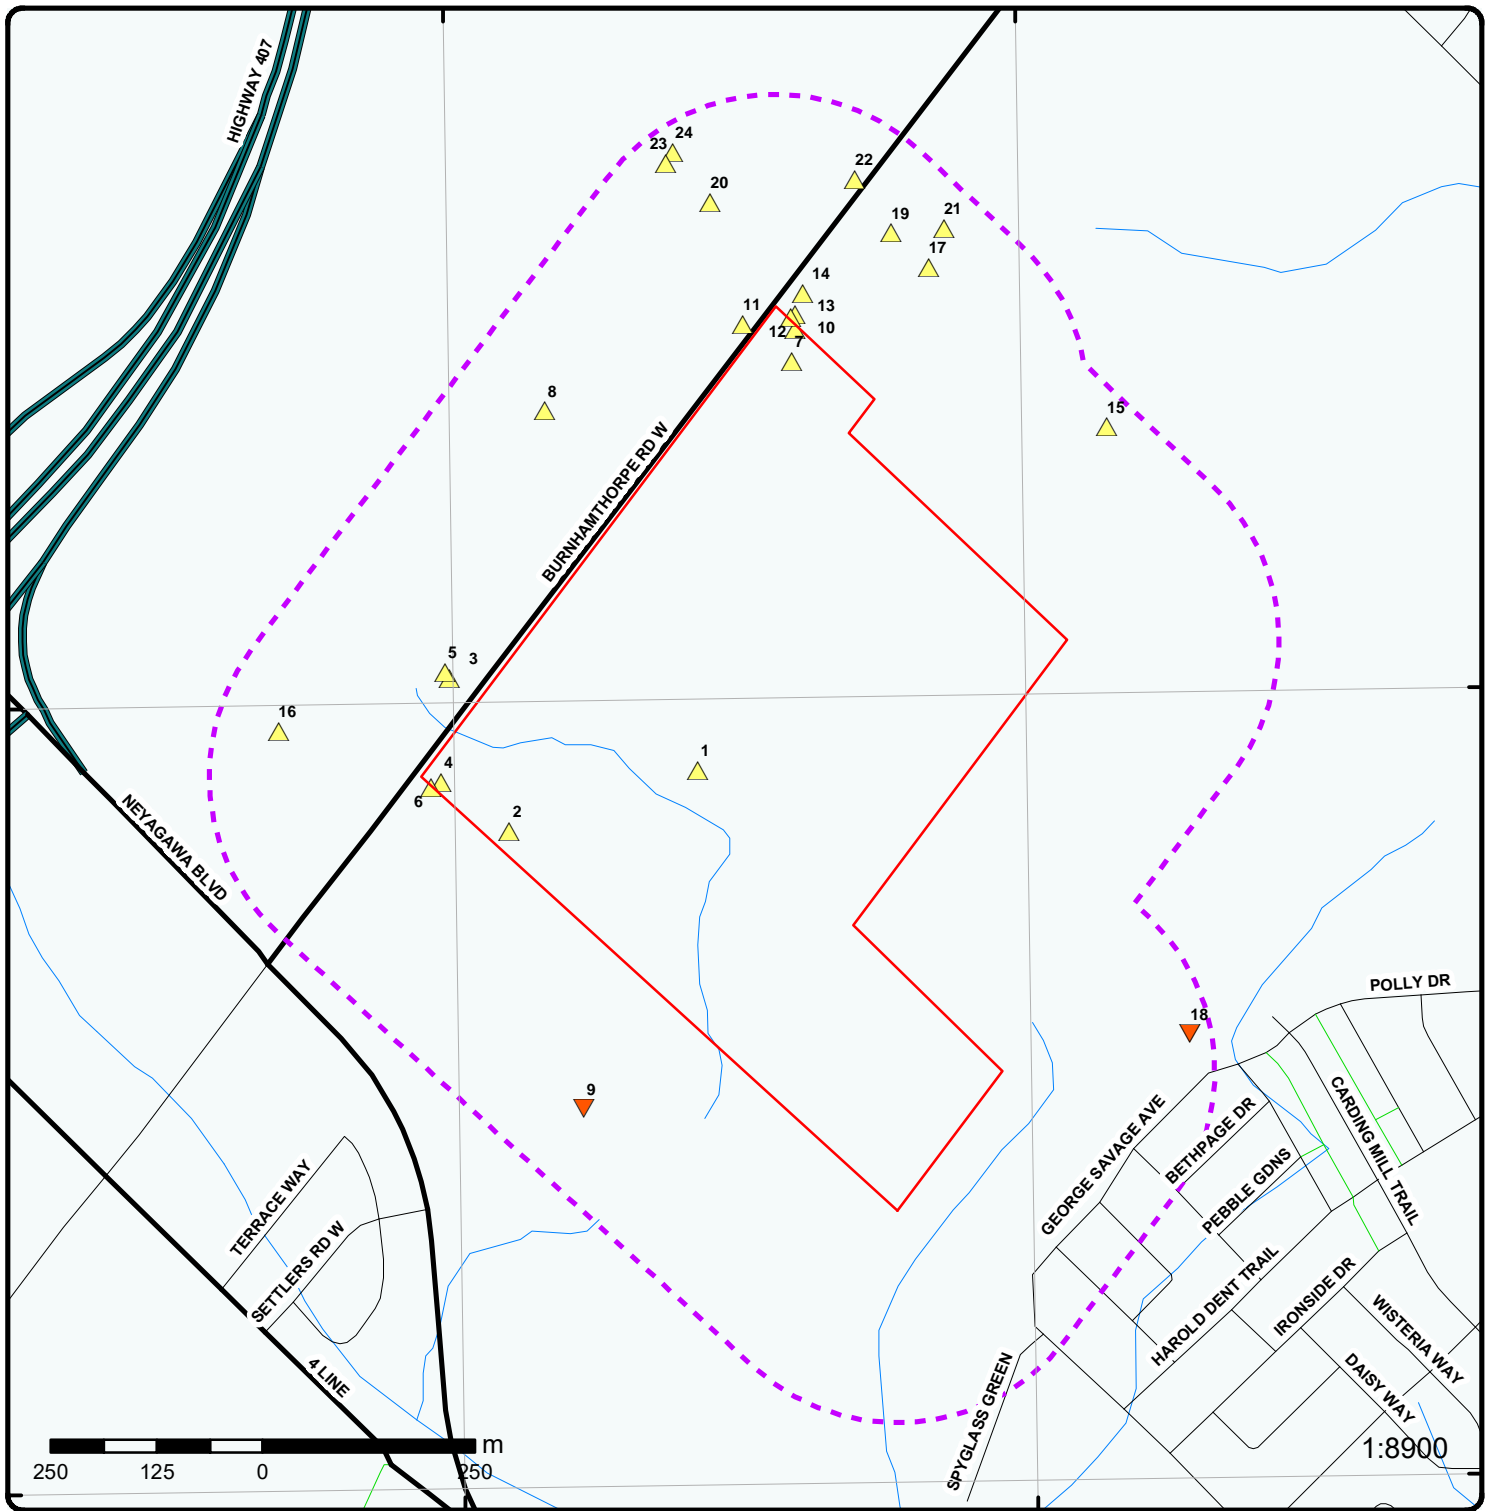 HIGHWAY 407
24
23
20
22
19
21
17
14
11
13
12
10
7
8
15
BURNHAMTHORPE RD W
5
3
16
1
4
6
2
NEYAGAWA BLVD
POLLY DR
18
9
CARDING MILL TRAIL
GEORGE SAVAGE AVE
BETHPAGE DR
PEBBLE GDNS
TERRACE WAY
SETTLERS RD W
HAROLD DENT TRAIL
IRONSIDE DR
WISTERIA WAY
DAISY WAY
4 LINE
SPYGLASS GREEN
m
250 125 0 250
1:8900